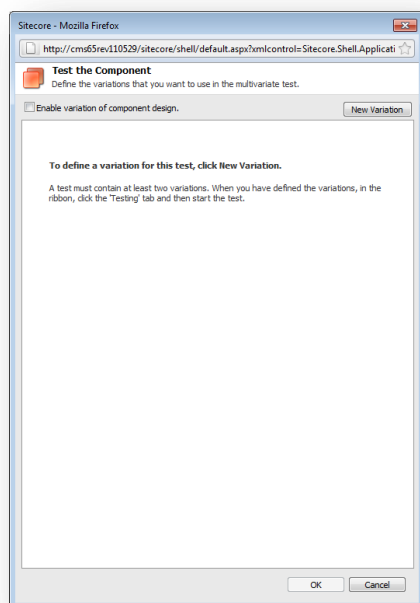 Sitecore - Mozilla Firefox
http://cms65rev110529/sitecore/shell/default.aspx?xmlcontrol=Sitecore.Shell.Applicati
Test the Component
Define the variations that you want to use in the multivariate test.
Enable variation of component design.
New Variation
To define a variation for this test, click New Variation.
A test must contain at least two variations. When you have defined the variations, in the
ribbon, click the 'Testing' tab and then start the test.
OK Cancel